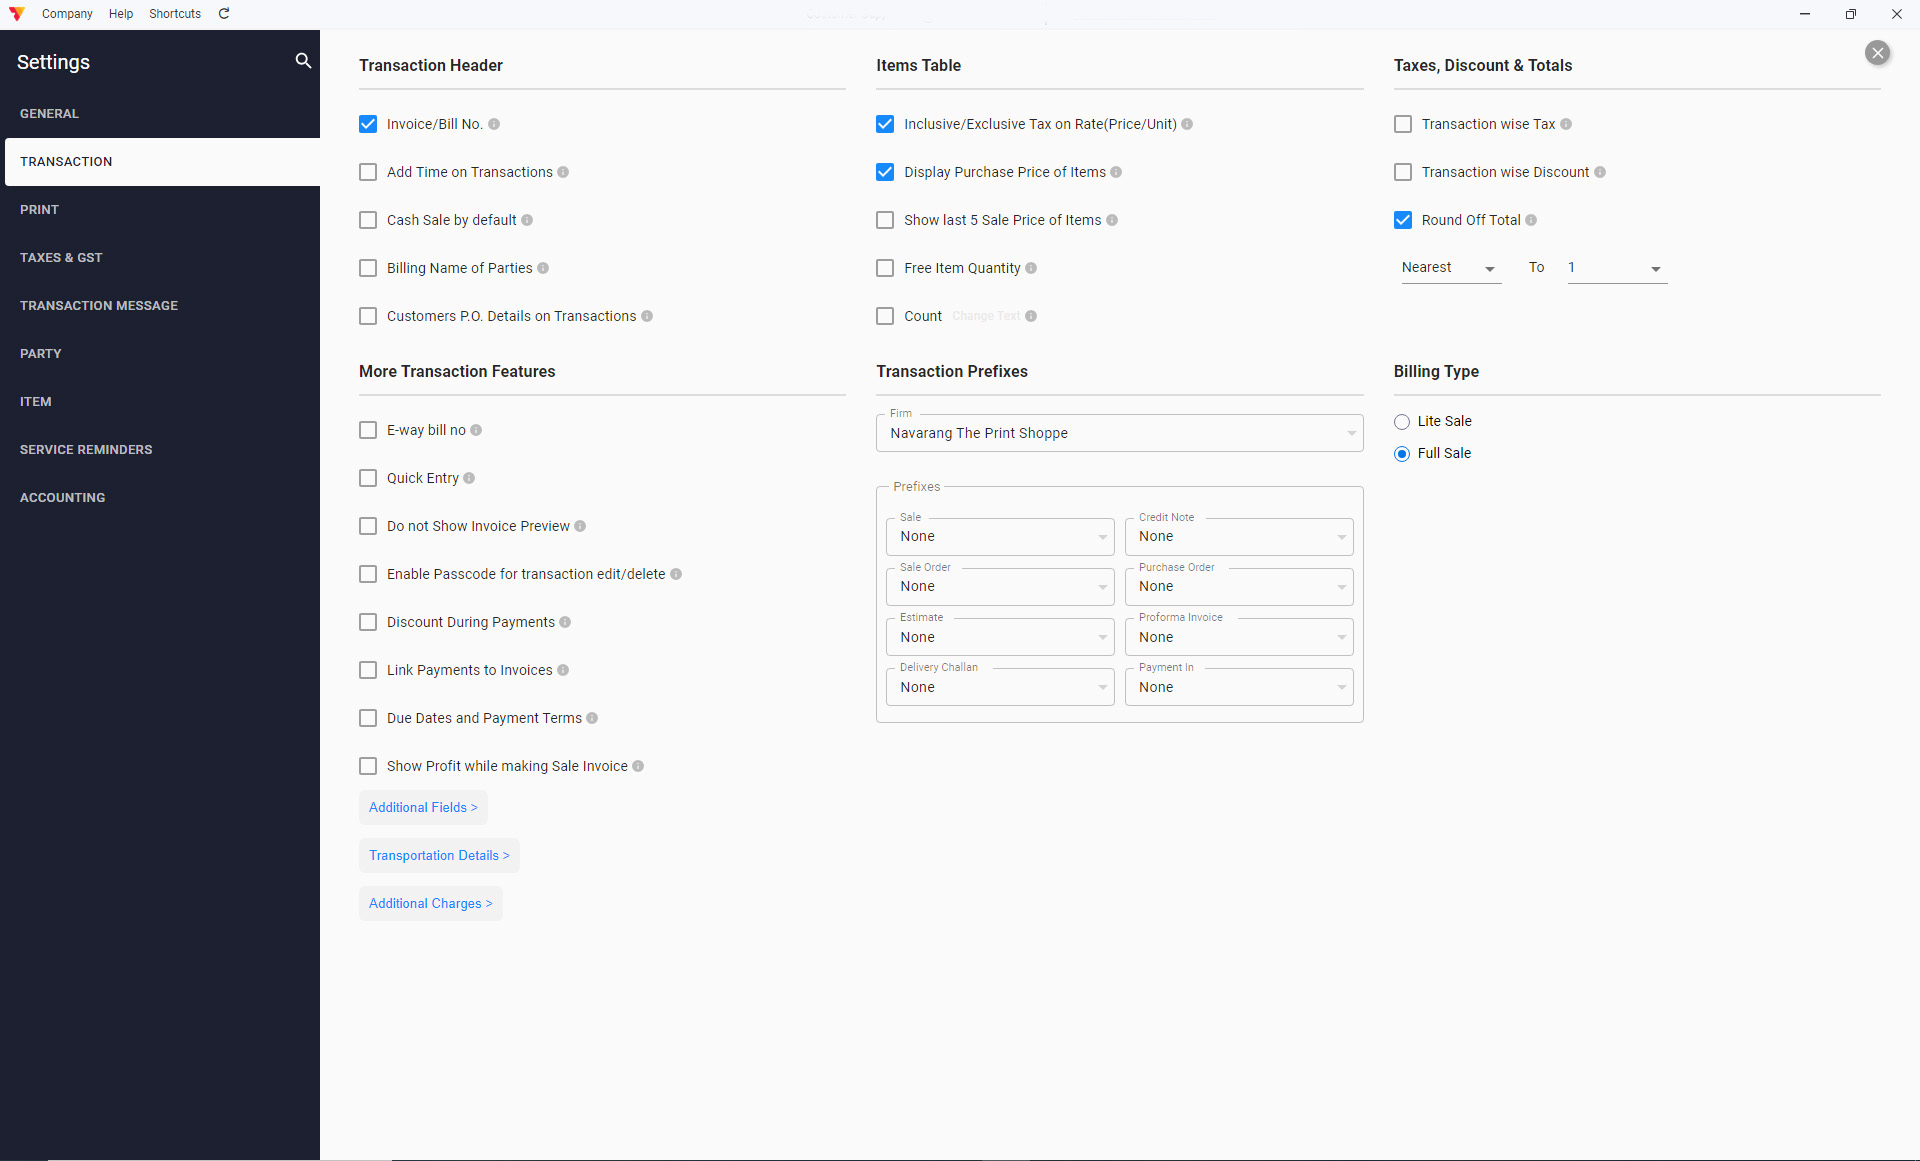 Company Help Shortcuts
Settings
GENERAL
TRANSACTION
PRINT
TAXES & GST
TRANSACTION MESSAGE
PARTY
ITEM
SERVICE REMINDERS
ACCOUNTING
Transaction Header
Invoice/Bill No.
Add Time on Transactions
Cash Sale by default
Billing Name of Parties
Customers P.O. Details on Transactions
Items Table
Inclusive/Exclusive Tax on Rate(Price/Unit)
Display Purchase Price of Items
Show last 5 Sale Price of Items
Free Item Quantity
Count Change Text
Taxes, Discount & Totals
Transaction wise Tax
Transaction wise Discount
Round Off Total
Nearest To 1
More Transaction Features
E-way bill no
Quick Entry
Do not Show Invoice Preview
Enable Passcode for transaction edit/delete
Discount During Payments
Link Payments to Invoices
Due Dates and Payment Terms
Show Profit while making Sale Invoice
Additional Fields >
Transportation Details >
Additional Charges >
Transaction Prefixes
Firm
Navarang The Print Shoppe
Prefixes
Sale Credit Note
None None
Sale Order Purchase Order
None None
Estimate Proforma Invoice
None None
Delivery Challan Payment In
None None
Billing Type
Lite Sale
Full Sale